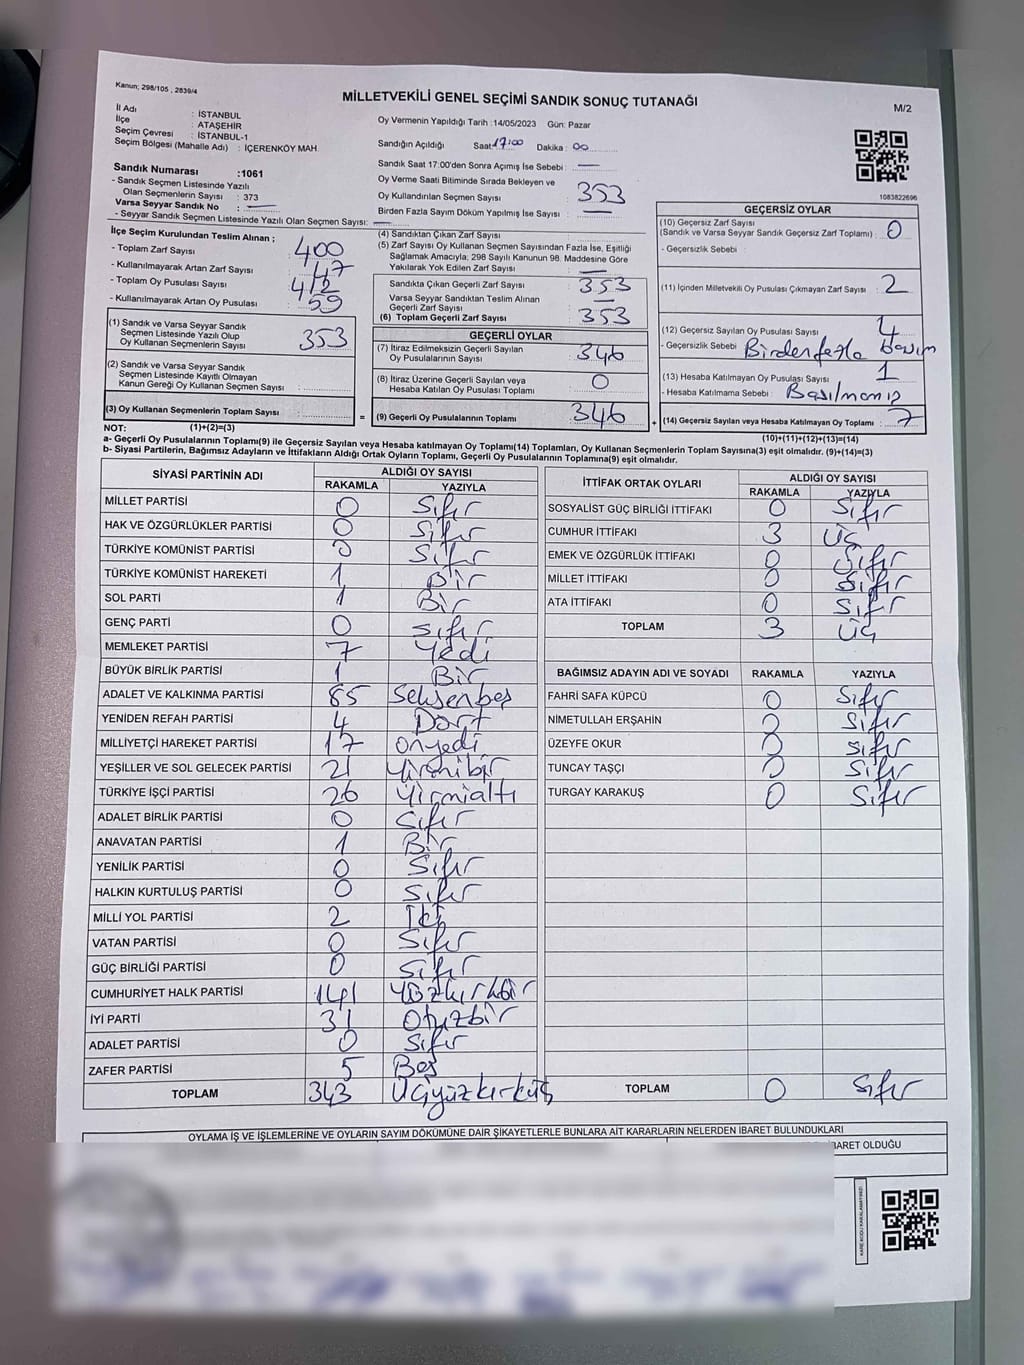 Kanun; 298/105 , 2839/4
MİLLETVEKİLİ GENEL SEÇİMİ SANDIK SONUÇ TUTANAĞI
M/2
İl Adı : İSTANBUL
İlçe : ATAŞEHİR
Seçim Çevresi : İSTANBUL-1
Seçim Bölgesi (Mahalle Adı) : İÇERENKÖY MAH.
Oy Vermenin Yapıldığı Tarih :14/05/2023 Gün: Pazar
Sandığın Açıldığı Saat 17:00 Dakika : 00
Sandık Saat 17:00'den Sonra Açımış İse Sebebi : —
Oy Verme Saati Bitiminde Sırada Bekleyen ve
Oy Kullandırılan Seçmen Sayısı : 353
Birden Fazla Sayım Döküm Yapılmış İse Sayısı : —
Sandık Numarası :1061
- Sandık Seçmen Listesinde Yazılı
Olan Seçmenlerin Sayısı : 373
Varsa Seyyar Sandık No : —
- Seyyar Sandık Seçmen Listesinde Yazılı Olan Seçmen Sayısı: —
1083822696
İlçe Seçim Kurulundan Teslim Alınan ;
- Toplam Zarf Sayısı : 400
- Kullanılmayarak Artan Zarf Sayısı : 47
- Toplam Oy Pusulası Sayısı : 412
- Kullanılmayarak Artan Oy Pusulası : 59
(1) Sandık ve Varsa Seyyar Sandık
Seçmen Listesinde Yazılı Olup
Oy Kullanan Seçmenlerin Sayısı : 353
(2) Sandık ve Varsa Seyyar Sandık
Seçmen Listesinde Kayıtlı Olmayan
Kanun Gereği Oy Kullanan Seçmen Sayısı :
(3) Oy Kullanan Seçmenlerin Toplam Sayısı :
(4) Sandıktan Çıkan Zarf Sayısı :
(5) Zarf Sayısı Oy Kullanan Seçmen Sayısından Fazla İse, Eşitliği
Sağlamak Amacıyla; 298 Sayılı Kanunun 98. Maddesine Göre
Yakılarak Yok Edilen Zarf Sayısı : —
Sandıkta Çıkan Geçerli Zarf Sayısı : 353
Varsa Seyyar Sandıktan Teslim Alınan
Geçerli Zarf Sayısı : —
(6) Toplam Geçerli Zarf Sayısı : 353
GEÇERLİ OYLAR
(7) İtiraz Edilmeksizin Geçerli Sayılan
Oy Pusulalarının Sayısı : 346
(8) İtiraz Üzerine Geçerli Sayılan veya
Hesaba Katılan Oy Pusulası Toplamı : 0
= (9) Geçerli Oy Pusulalarının Toplamı : 346
GEÇERSİZ OYLAR
(10) Geçersiz Zarf Sayısı
(Sandık ve Varsa Seyyar Sandık Geçersiz Zarf Toplamı) : 0
- Geçersizlik Sebebi :
(11) İçinden Milletvekili Oy Pusulası Çıkmayan Zarf Sayısı : 2
(12) Geçersiz Sayılan Oy Pusulası Sayısı : 4
- Geçersizlik Sebebi : Birdenfazla basım
(13) Hesaba Katılmayan Oy Pusulası Sayısı : 1
- Hesaba Katılmama Sebebi : Basılmamış
+ (14) Geçersiz Sayılan veya Hesaba Katılmayan Oy Toplamı : 7
NOT: (1)+(2)=(3)
(10)+(11)+(12)+(13)=(14)
a- Geçerli Oy Pusulalarının Toplamı(9) ile Geçersiz Sayılan veya Hesaba katılmayan Oy Toplamı(14) Toplamları, Oy Kullanan Seçmenlerin Toplam Sayısına(3) eşit olmalıdır. (9)+(14)=(3)
b- Siyasi Partilerin, Bağımsız Adayların ve İttifakların Aldığı Ortak Oyların Toplamı, Geçerli Oy Pusulalarının Toplamına(9) eşit olmalıdır.
SİYASİ PARTİNİN ADI ALDIĞI OY SAYISI
RAKAMLA YAZIYLA
MİLLET PARTİSİ 0 Sıfır
HAK VE ÖZGÜRLÜKLER PARTİSİ 0 Sıfır
TÜRKİYE KOMÜNİST PARTİSİ 0 Sıfır
TÜRKİYE KOMÜNİST HAREKETİ 1 Bir
SOL PARTİ 1 Bir
GENÇ PARTİ 0 sıfır
MEMLEKET PARTİSİ 7 Yedi
BÜYÜK BİRLİK PARTİSİ 1 Bir
ADALET VE KALKINMA PARTİSİ 85 Seksenbeş
YENİDEN REFAH PARTİSİ 4 Dört
MİLLİYETÇİ HAREKET PARTİSİ 17 onyedi
YEŞİLLER VE SOL GELECEK PARTİSİ 21 Yirmibir
TÜRKİYE İŞÇİ PARTİSİ 26 Yirmialtı
ADALET BİRLİK PARTİSİ 0 Sıfır
ANAVATAN PARTİSİ 1 Bir
YENİLİK PARTİSİ 0 Sıfır
HALKIN KURTULUŞ PARTİSİ 0 Sıfır
MİLLİ YOL PARTİSİ 2 İki
VATAN PARTİSİ 0 Sıfır
GÜÇ BİRLİĞİ PARTİSİ 0 Sıfır
CUMHURİYET HALK PARTİSİ 141 Yüzkırkbir
İYİ PARTİ 31 Otuzbir
ADALET PARTİSİ 0 Sıfır
ZAFER PARTİSİ 5 Beş
TOPLAM 343 Üçyüzkırküç
İTTİFAK ORTAK OYLARI ALDIĞI OY SAYISI
RAKAMLA YAZIYLA
SOSYALİST GÜÇ BİRLİĞİ İTTİFAKI 0 Sıfır
CUMHUR İTTİFAKI 3 Üç
EMEK VE ÖZGÜRLÜK İTTİFAKI 0 Sıfır
MİLLET İTTİFAKI 0 Sıfır
ATA İTTİFAKI 0 Sıfır
TOPLAM 3 Üç
BAĞIMSIZ ADAYIN ADI VE SOYADI RAKAMLA YAZIYLA
FAHRİ SAFA KÜPCÜ 0 Sıfır
NİMETULLAH ERŞAHİN 0 Sıfır
ÜZEYFE OKUR 0 sıfır
TUNCAY TAŞÇI 0 Sıfır
TURGAY KARAKUŞ 0 Sıfır
TOPLAM 0 Sıfır
OYLAMA İŞ VE İŞLEMLERİNE VE OYLARIN SAYIM DÖKÜMÜNE DAİR ŞİKAYETLERLE BUNLARA AİT KARARLARIN NELERDEN İBARET BULUNDUKLARI
İBARET OLDUĞU
KARE KODU KARALAMAYINIZ!